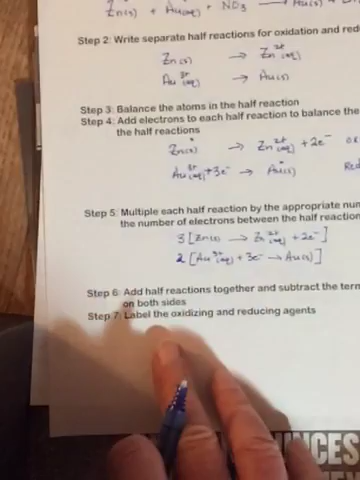 Zn(s) + Au(aq) + NO3 → Au(s) +
Step 2: Write separate half reactions for oxidation and
Zn(s) → Zn²⁺(aq)
Au³⁺(aq) → Au(s)
Step 3: Balance the atoms in the half reaction
Step 4: Add electrons to each half reaction to balance the
the half reactions
Zn(s) → Zn²⁺(aq) + 2e⁻
Au³⁺(aq) + 3e⁻ → Au(s)
Step 5: Multiple each half reaction by the appropriate
the number of electrons between the half
3 [Zn(s) → Zn²⁺(aq) + 2e⁻]
2 [Au³⁺(aq) + 3e⁻ → Au(s)]
Step 6: Add half reactions together and subtract the
on both sides
Step 7: Label the oxidizing and reducing agents